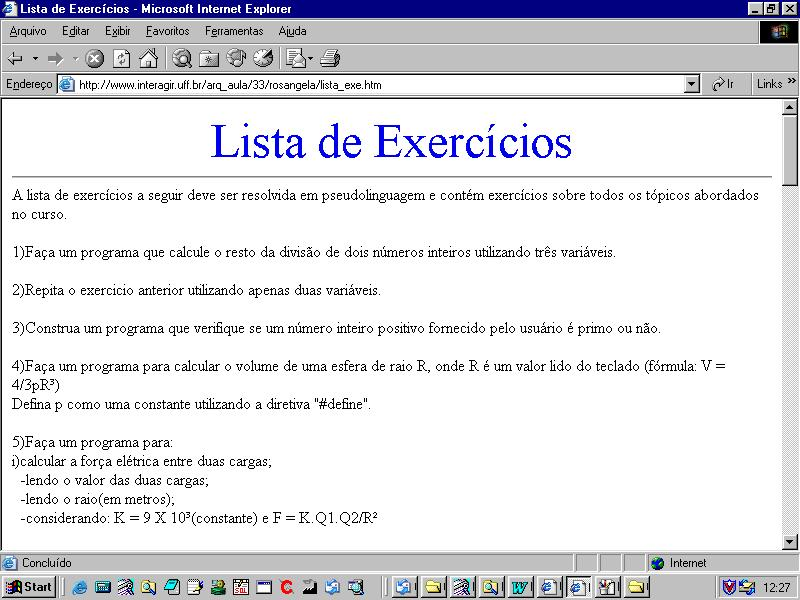 Lista de Exercícios - Microsoft Internet Explorer
Arquivo Editar Exibir Favoritos Ferramentas Ajuda
Endereço http://www.interagir.uff.br/arq_aula/33/rosangela/lista_exe.htm Ir Links »
Lista de Exercícios
A lista de exercícios a seguir deve ser resolvida em pseudolinguagem e contém exercícios sobre todos os tópicos abordados
no curso.
1)Faça um programa que calcule o resto da divisão de dois números inteiros utilizando três variáveis.
2)Repita o exercicio anterior utilizando apenas duas variáveis.
3)Construa um programa que verifique se um número inteiro positivo fornecido pelo usuário é primo ou não.
4)Faça um programa para calcular o volume de uma esfera de raio R, onde R é um valor lido do teclado (fórmula: V =
4/3pR³)
Defina p como uma constante utilizando a diretiva "#define".
5)Faça um programa para:
i)calcular a força elétrica entre duas cargas;
-lendo o valor das duas cargas;
-lendo o raio(em metros);
-considerando: K = 9 X 10³(constante) e F = K.Q1.Q2/R²
Concluído Internet
Start 12:27